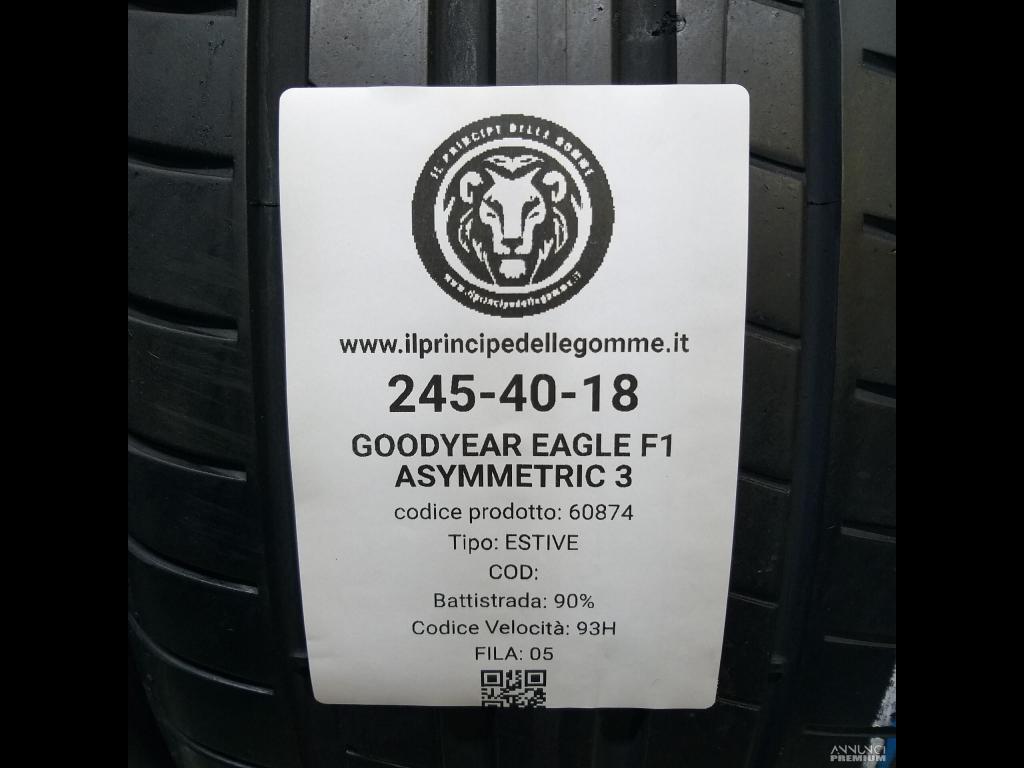 IL PRINCIPE DELLE GOMME
www.ilprincipedellegomme.it
www.ilprincipedellegomme.it
245-40-18
GOODYEAR EAGLE F1
ASYMMETRIC 3
codice prodotto: 60874
Tipo: ESTIVE
COD:
Battistrada: 90%
Codice Velocità: 93H
FILA: 05
ANNUNCI
PREMIUM